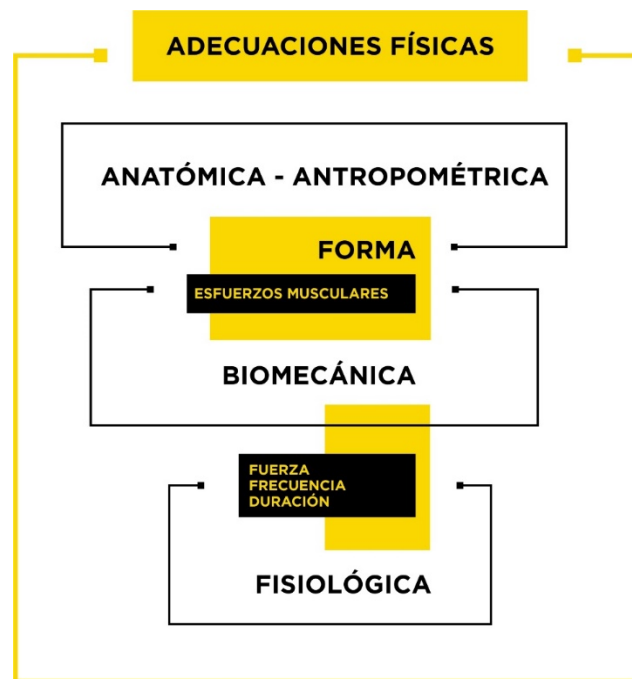 ADECUACIONES FÍSICAS
ANATÓMICA - ANTROPOMÉTRICA
FORMA
ESFUERZOS MUSCULARES
BIOMECÁNICA
FUERZA
FRECUENCIA
DURACIÓN
FISIOLÓGICA